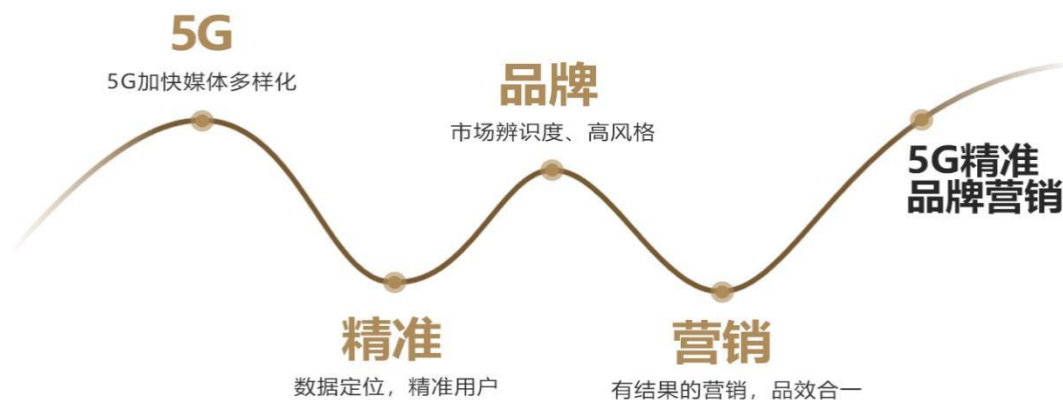 5G
5G加快媒体多样化
精准
数据定位，精准用户
品牌
市场辨识度、高风格
营销
有结果的营销，品效合一
5G精准
品牌营销